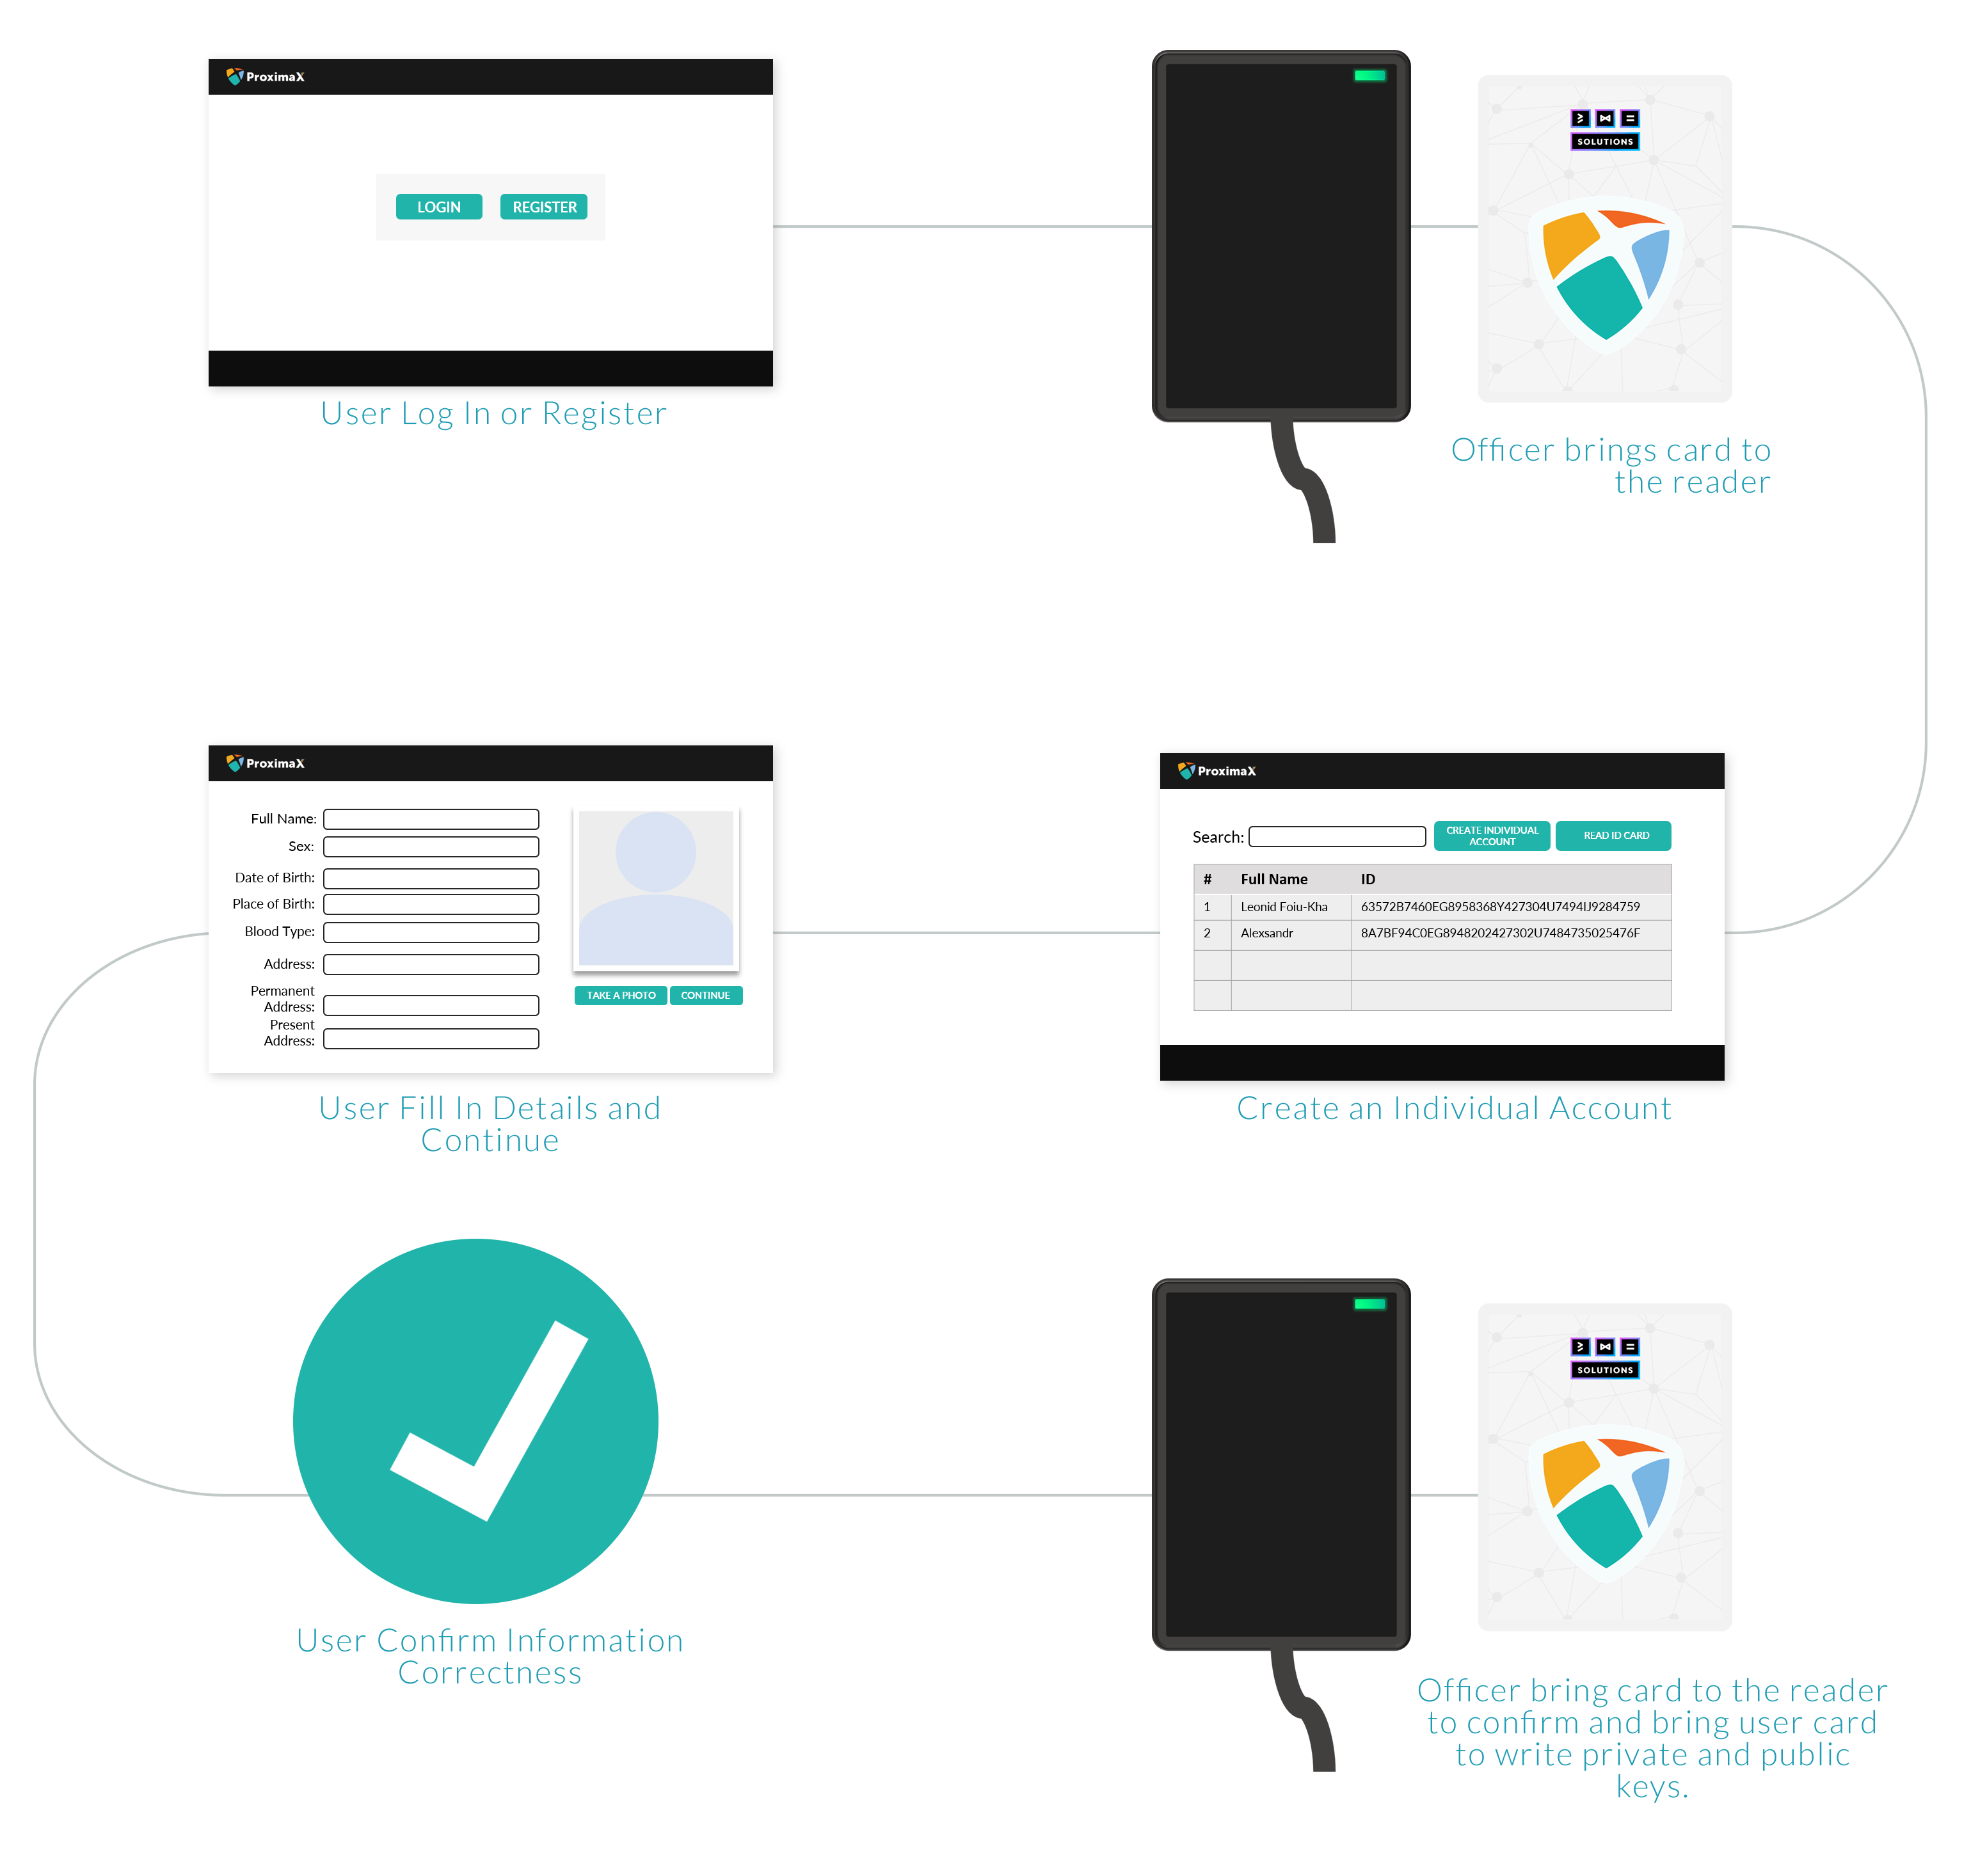 ProximaX
LOGIN
REGISTER
User Log In or Register
SOLUTIONS
Officer brings card to
the reader
ProximaX
Full Name:
Sex:
Date of Birth:
Place of Birth:
Blood Type:
Address:
Permanent
Address:
Present
Address:
TAKE A PHOTO
CONTINUE
User Fill In Details and
Continue
ProximaX
Search:
CREATE INDIVIDUAL
ACCOUNT
READ ID CARD
# Full Name ID
1 Leonid Foiu-Kha 63572B7460EG8958368Y427304U7494IJ9284759
2 Alexsandr 8A7BF94C0EG8948202427302U7484735025476F
Create an Individual Account
User Confirm Information
Correctness
SOLUTIONS
Officer bring card to the reader
to confirm and bring user card
to write private and public
keys.